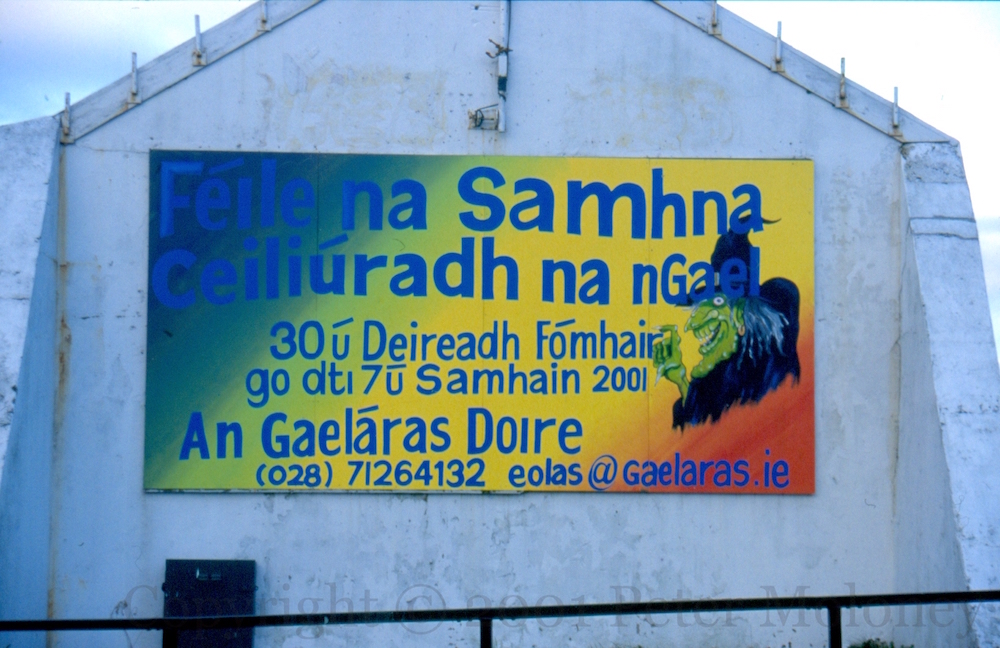 Féile na Samhna
Ceiliúradh na nGael
30ú Deireadh Fómhair
go dtí 7ú Samhain 2001
An Gaeláras Doire
(028) 71264132 eolas@gaelaras.ie
Copyright © 2001 Peter Moloney